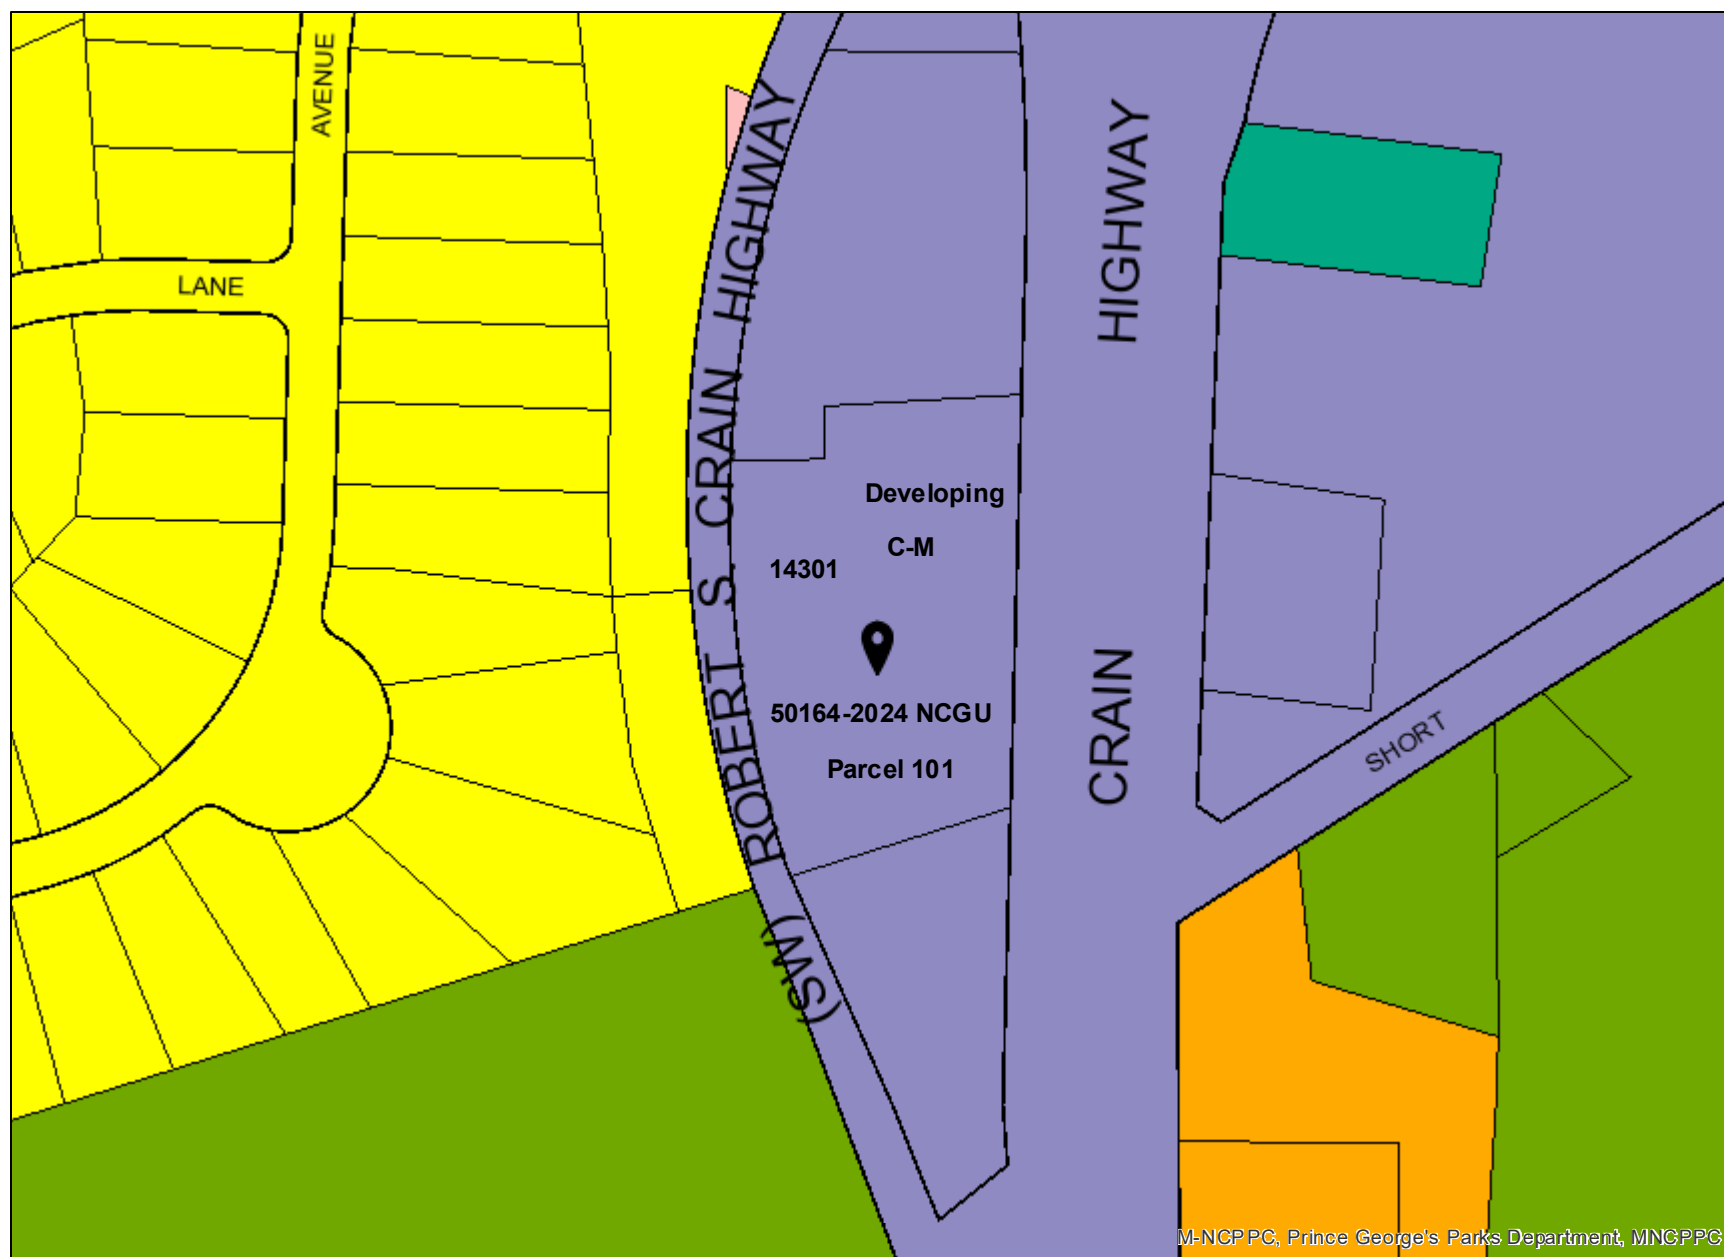 AVENUE
LANE
ROBERT S CRAIN HIGHWAY (SW)
CRAIN HIGHWAY
Developing
C-M
14301
50164-2024 NCGU
Parcel 101
SHORT
M-NCPPC, Prince George's Parks Department, MNCPPC